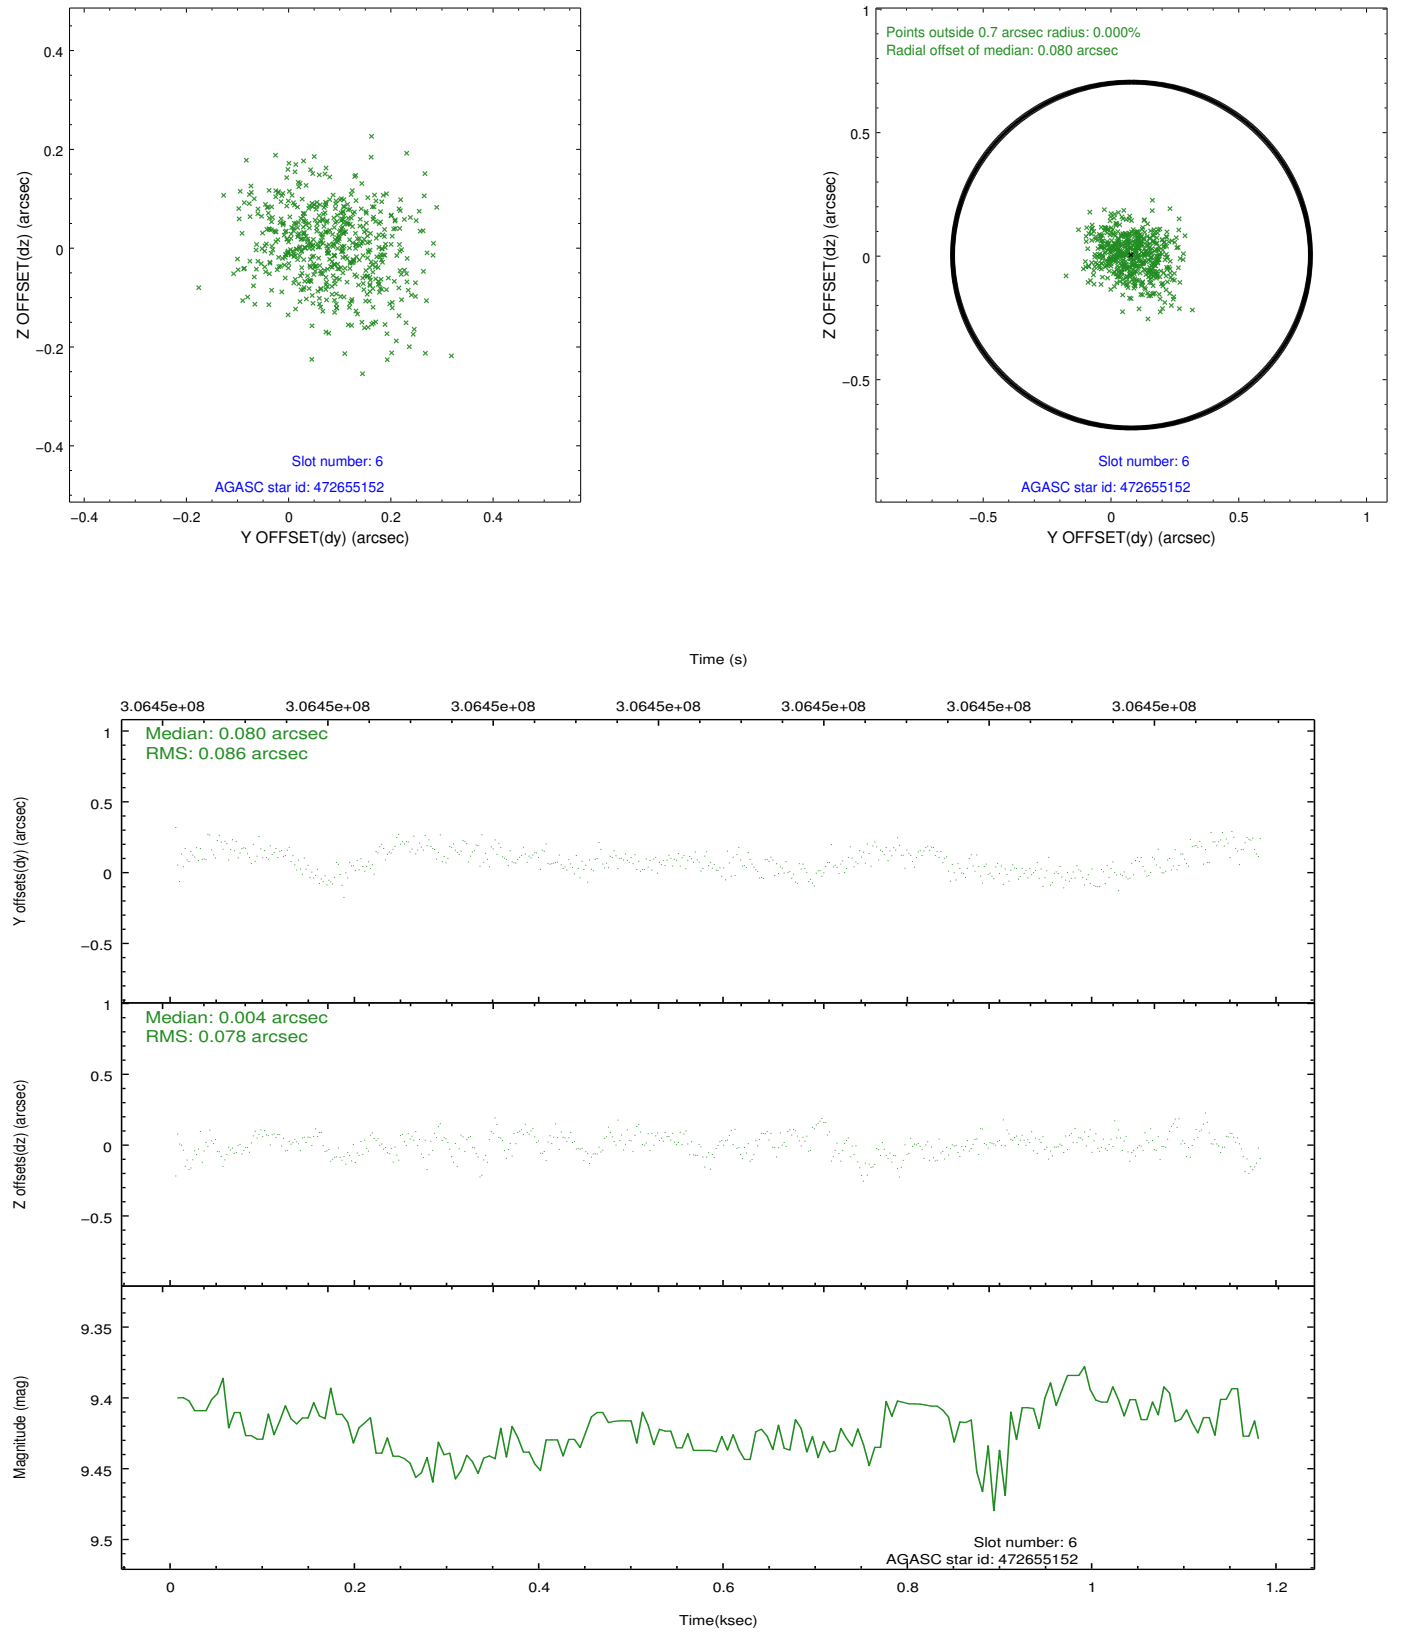 0.4
0.2
0
−0.2
−0.4
Z OFFSET(dz) (arcsec)
Slot number: 6
AGASC star id: 472655152
−0.4
−0.2
0
0.2
0.4
Y OFFSET(dy) (arcsec)
1
0.5
0
−0.5
Z OFFSET(dz) (arcsec)
Points outside 0.7 arcsec radius: 0.000%
Radial offset of median: 0.080 arcsec
Slot number: 6
AGASC star id: 472655152
−0.5
0
0.5
1
Y OFFSET(dy) (arcsec)
Time (s)
3.0645e+08
3.0645e+08
3.0645e+08
3.0645e+08
3.0645e+08
3.0645e+08
3.0645e+08
Median: 0.080 arcsec
RMS: 0.086 arcsec
1
0.5
0
−0.5
Y offsets(dy) (arcsec)
Median: 0.004 arcsec
RMS: 0.078 arcsec
1
0.5
0
−0.5
Z offsets(dz) (arcsec)
9.35
9.4
9.45
9.5
Magnitude (mag)
Slot number: 6
AGASC star id: 472655152
0
0.2
0.4
0.6
0.8
1
1.2
Time(ksec)